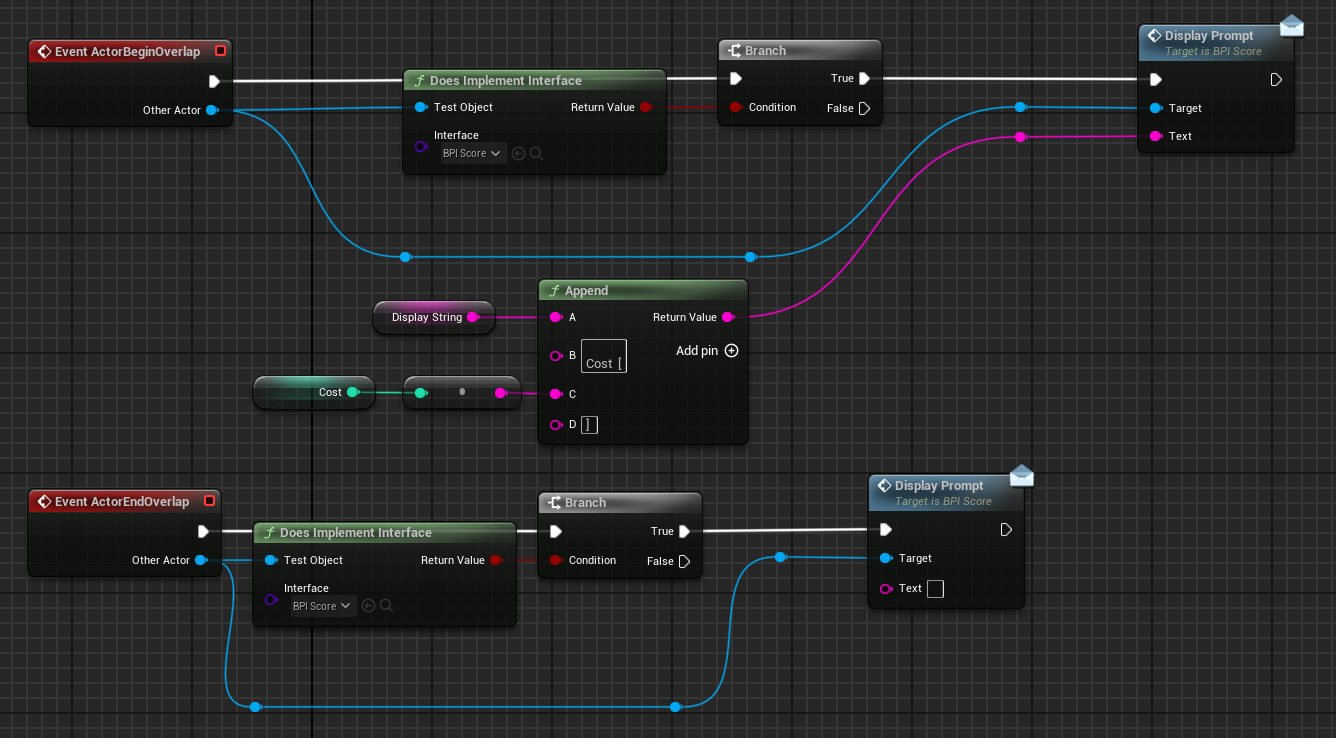 Event ActorBeginOverlap
Other Actor
Does Implement Interface
Test Object
Return Value
Interface
BPI Score
Branch
True
Condition
False
Display Prompt
Target is BPI Score
Target
Text
Append
Display String
A
Return Value
B
Cost [
Add pin
Cost
C
D
]
Event ActorEndOverlap
Other Actor
Does Implement Interface
Test Object
Return Value
Interface
BPI Score
Branch
True
Condition
False
Display Prompt
Target is BPI Score
Target
Text